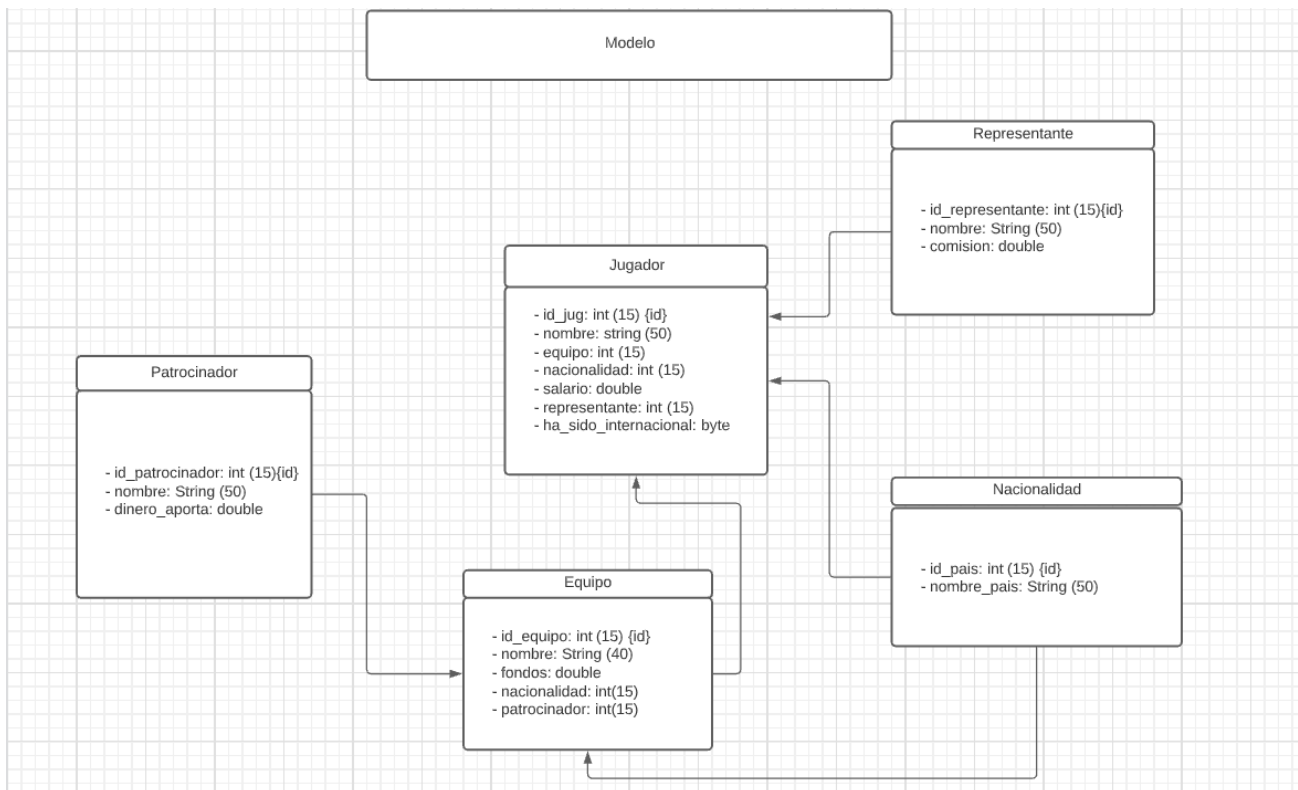 Modelo
Representante
- id_representante: int (15){id}
- nombre: String (50)
- comision: double
Jugador
- id_jug: int (15) {id}
- nombre: string (50)
- equipo: int (15)
- nacionalidad: int (15)
- salario: double
- representante: int (15)
- ha_sido_internacional: byte
Patrocinador
- id_patrocinador: int (15){id}
- nombre: String (50)
- dinero_aporta: double
Nacionalidad
- id_pais: int (15) {id}
- nombre_pais: String (50)
Equipo
- id_equipo: int (15) {id}
- nombre: String (40)
- fondos: double
- nacionalidad: int(15)
- patrocinador: int(15)